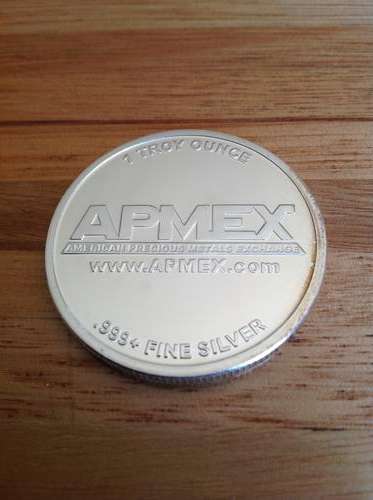 1 TROY OUNCE
APMEX
AMERICAN PRECIOUS METALS EXCHANGE
www.APMEX.com
.999+ FINE SILVER